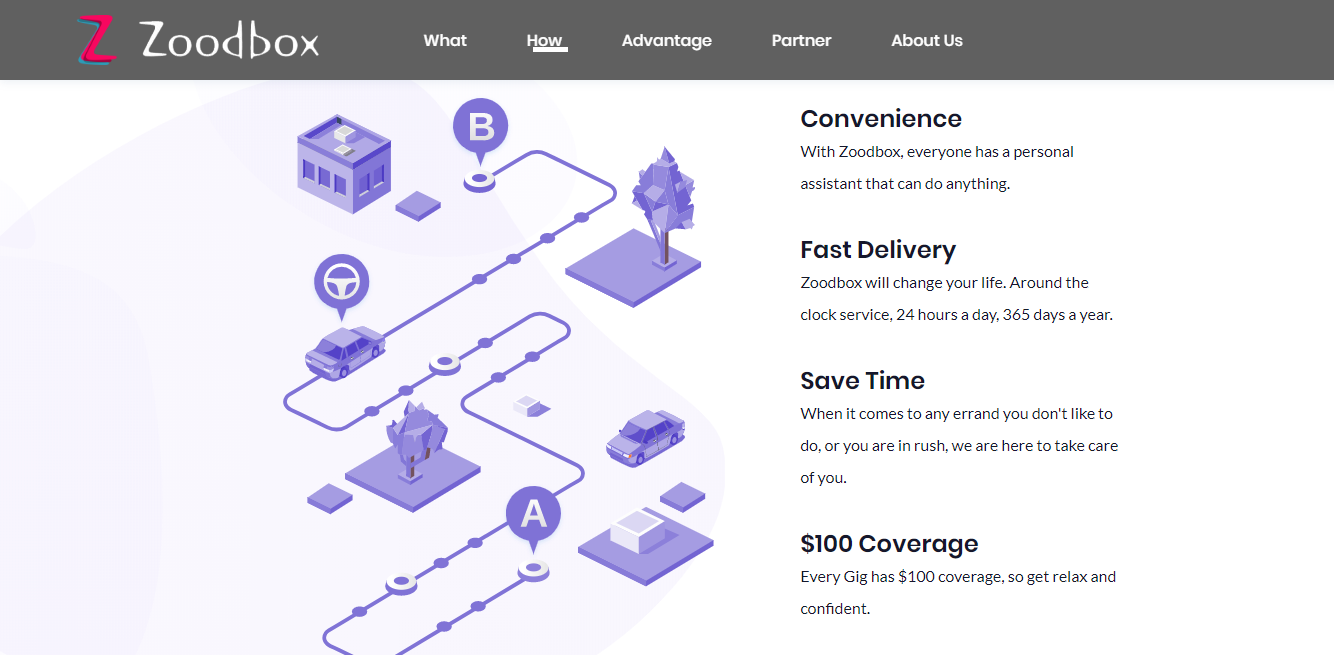 Zoodbox
What
How
Advantage
Partner
About Us
B
A
Convenience
With Zoodbox, everyone has a personal
assistant that can do anything.
Fast Delivery
Zoodbox will change your life. Around the
clock service, 24 hours a day, 365 days a year.
Save Time
When it comes to any errand you don't like to
do, or you are in rush, we are here to take care
of you.
$100 Coverage
Every Gig has $100 coverage, so get relax and
confident.